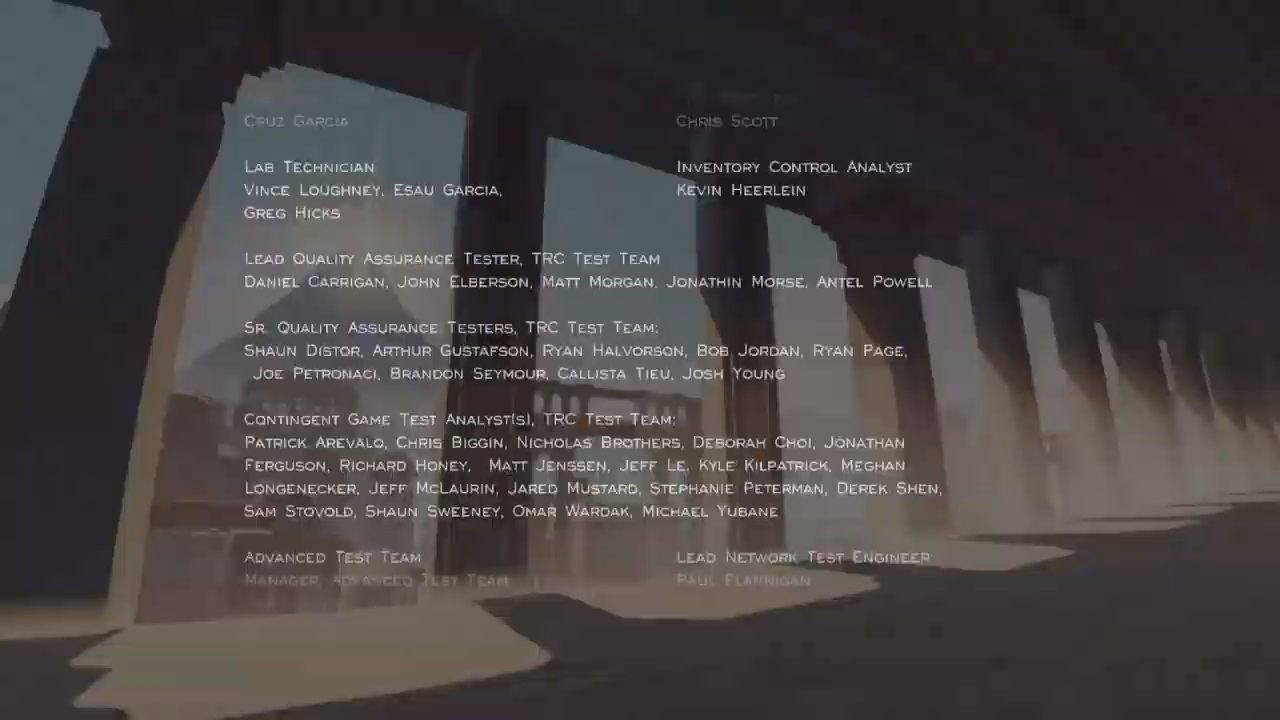 Cruz Garcia
Chris Scott
Lab Technician
Inventory Control Analyst
Vince Loughney, Esau Garcia,
Kevin Heerlein
Greg Hicks
Lead Quality Assurance Tester, TRC Test Team
Daniel Carrigan, John Elberson, Matt Morgan, Jonathin Morse, Antel Powell
Sr. Quality Assurance Testers, TRC Test Team:
Shaun Distor, Arthur Gustafson, Ryan Halvorson, Bob Jordan, Ryan Page,
Joe Petronaci, Brandon Seymour, Callista Tieu, Josh Young
Contingent Game Test Analyst(s), TRC Test Team:
Patrick Arevalo, Chris Biggin, Nicholas Brothers, Deborah Choi, Jonathan
Ferguson, Richard Honey, Matt Jenssen, Jeff Le, Kyle Kilpatrick, Meghan
Longenecker, Jeff McLaurin, Jared Mustard, Stephanie Peterman, Derek Shen,
Sam Stovold, Shaun Sweeney, Omar Wardak, Michael Yubane
Advanced Test Team
Lead Network Test Engineer
Manager, Advanced Test Team
Paul Flannigan